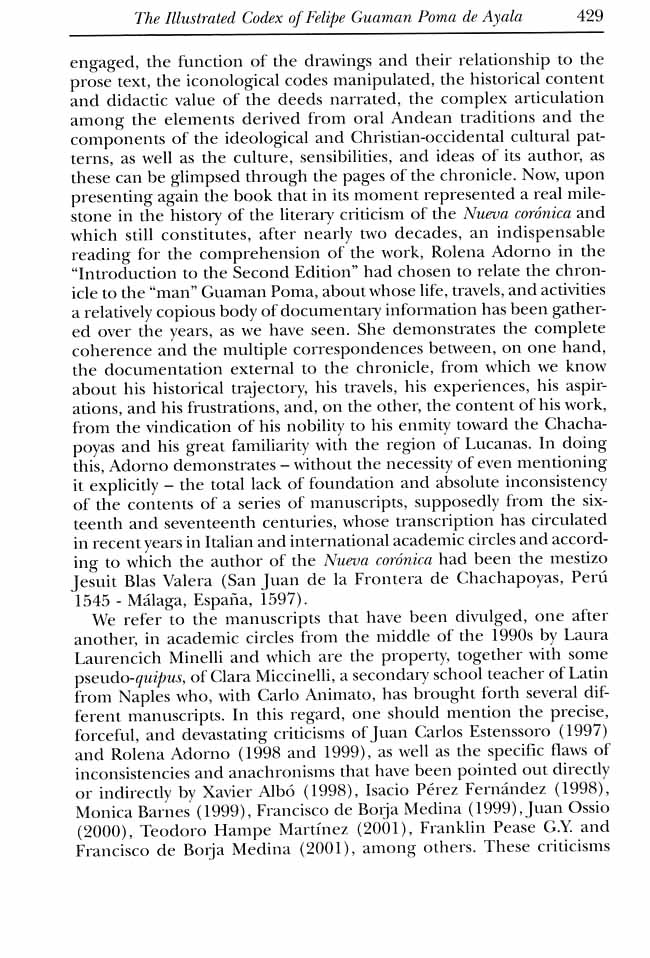 The Illustrated Codex of Felipe Guaman Poma de Ayala 429
engaged, the function of the drawings and their relationship to the
prose text, the iconological codes manipulated, the historical content
and didactic value of the deeds narrated, the complex articulation
among the elements derived from oral Andean traditions and the
components of the ideological and Christian-occidental cultural pat-
terns, as well as the culture, sensibilities, and ideas of its author, as
these can be glimpsed through the pages of the chronicle. Now, upon
presenting again the book that in its moment represented a real mile-
stone in the history of the literary criticism of the Nueva corónica and
which still constitutes, after nearly two decades, an indispensable
reading for the comprehension of the work, Rolena Adorno in the
“Introduction to the Second Edition” had chosen to relate the chron-
icle to the “man” Guaman Poma, about whose life, travels, and activities
a relatively copious body of documentary information has been gather-
ed over the years, as we have seen. She demonstrates the complete
coherence and the multiple correspondences between, on one hand,
the documentation external to the chronicle, from which we know
about his historical trajectory, his travels, his experiences, his aspir-
ations, and his frustrations, and, on the other, the content of his work,
from the vindication of his nobility to his enmity toward the Chacha-
poyas and his great familiarity with the region of Lucanas. In doing
this, Adorno demonstrates – without the necessity of even mentioning
it explicitly – the total lack of foundation and absolute inconsistency
of the contents of a series of manuscripts, supposedly from the six-
teenth and seventeenth centuries, whose transcription has circulated
in recent years in Italian and international academic circles and accord-
ing to which the author of the Nueva corónica had been the mestizo
Jesuit Blas Valera (San Juan de la Frontera de Chachapoyas, Perú
1545 - Málaga, España, 1597).
We refer to the manuscripts that have been divulged, one after
another, in academic circles from the middle of the 1990s by Laura
Laurencich Minelli and which are the property, together with some
pseudo-quipus, of Clara Miccinelli, a secondary school teacher of Latin
from Naples who, with Carlo Animato, has brought forth several dif-
ferent manuscripts. In this regard, one should mention the precise,
forceful, and devastating criticisms of Juan Carlos Estenssoro (1997)
and Rolena Adorno (1998 and 1999), as well as the specific flaws of
inconsistencies and anachronisms that have been pointed out directly
or indirectly by Xavier Albó (1998), Isacio Pérez Fernández (1998),
Monica Barnes (1999), Francisco de Borja Medina (1999), Juan Ossio
(2000), Teodoro Hampe Martínez (2001), Franklin Pease G.Y. and
Francisco de Borja Medina (2001), among others. These criticisms